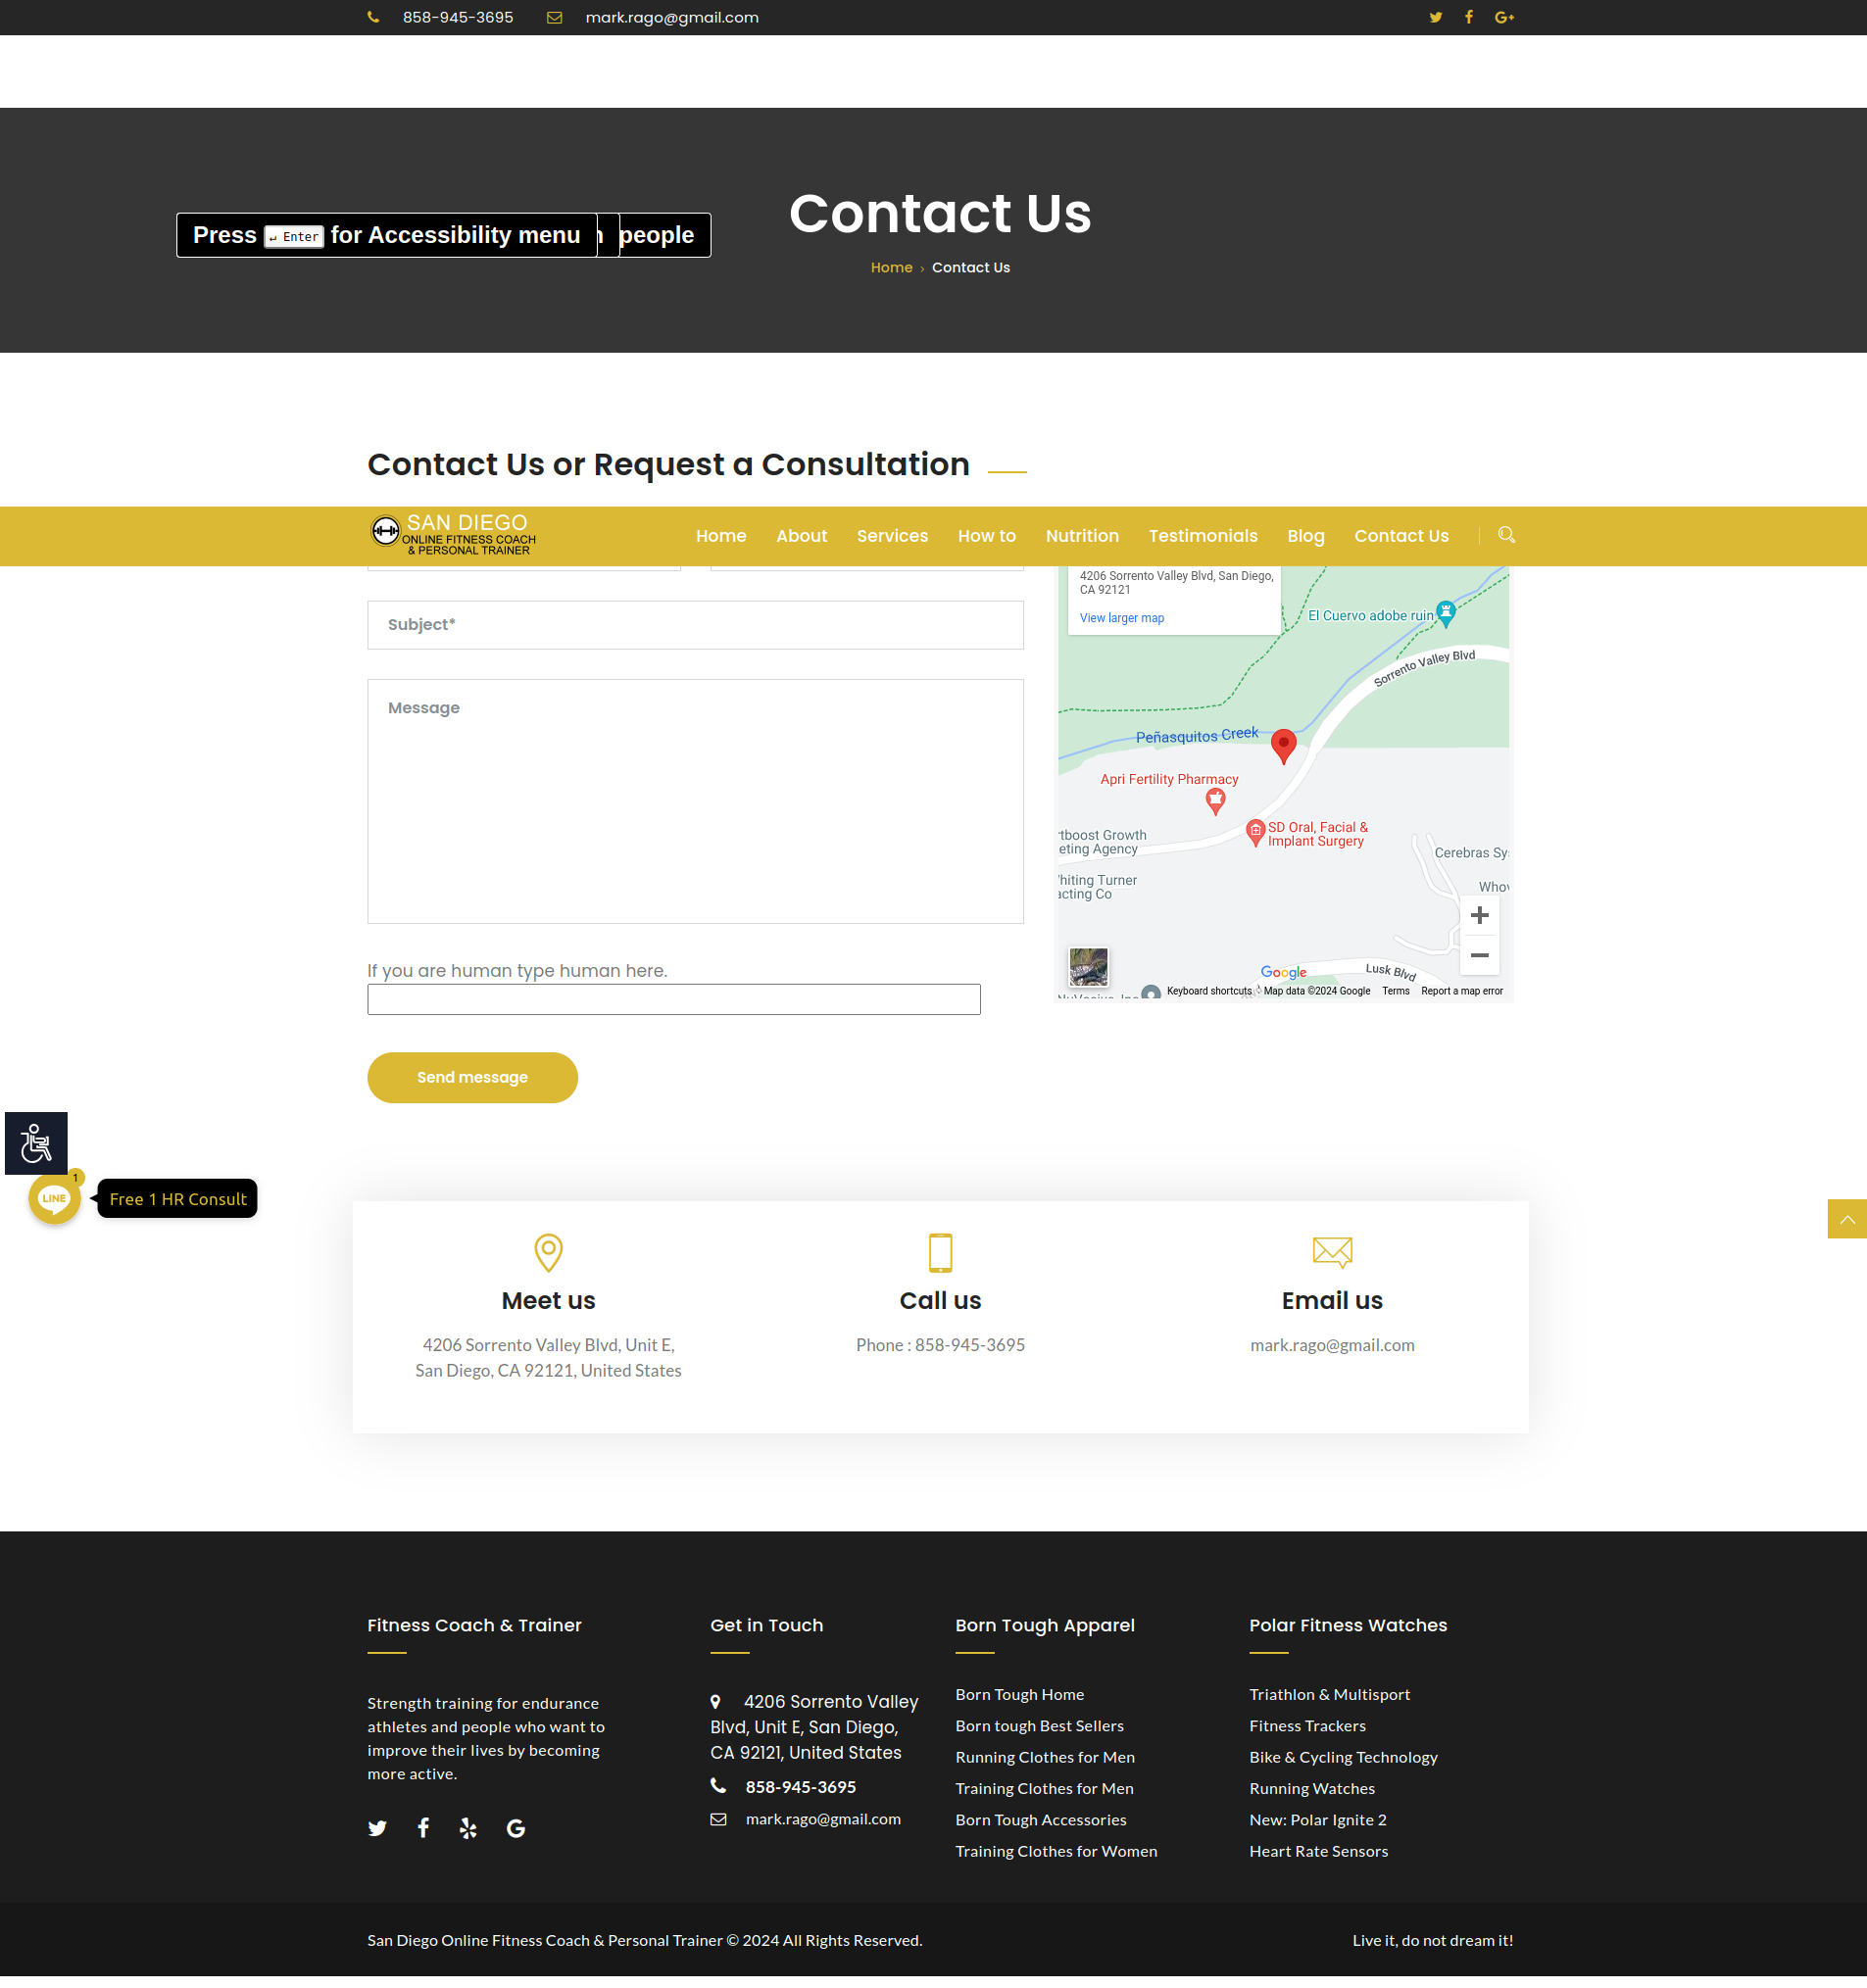 858-945-3695 mark.rago@gmail.com
Contact Us
Press ↵ Enter for Accessibility menu people
Home › Contact Us
Contact Us or Request a Consultation
SAN DIEGO
ONLINE FITNESS COACH
& PERSONAL TRAINER
Home About Services How to Nutrition Testimonials Blog Contact Us
4206 Sorrento Valley Blvd, San Diego,
CA 92121
View larger map
El Cuervo adobe ruin
Sorrento Valley Blvd
Peñasquitos Creek
Apri Fertility Pharmacy
SD Oral, Facial &
Implant Surgery
tboost Growth
eting Agency
Cerebras Sy
hiting Turner
acting Co
Whov
Lusk Blvd
Google
Keyboard shortcuts Map data ©2024 Google Terms Report a map error
Subject*
Message
If you are human type human here.
Send message
1
LINE
Free 1 HR Consult
Meet us
4206 Sorrento Valley Blvd, Unit E,
San Diego, CA 92121, United States
Call us
Phone : 858-945-3695
Email us
mark.rago@gmail.com
Fitness Coach & Trainer
Strength training for endurance
athletes and people who want to
improve their lives by becoming
more active.
Get in Touch
4206 Sorrento Valley
Blvd, Unit E, San Diego,
CA 92121, United States
858-945-3695
mark.rago@gmail.com
Born Tough Apparel
Born Tough Home
Born tough Best Sellers
Running Clothes for Men
Training Clothes for Men
Born Tough Accessories
Training Clothes for Women
Polar Fitness Watches
Triathlon & Multisport
Fitness Trackers
Bike & Cycling Technology
Running Watches
New: Polar Ignite 2
Heart Rate Sensors
San Diego Online Fitness Coach & Personal Trainer © 2024 All Rights Reserved.
Live it, do not dream it!